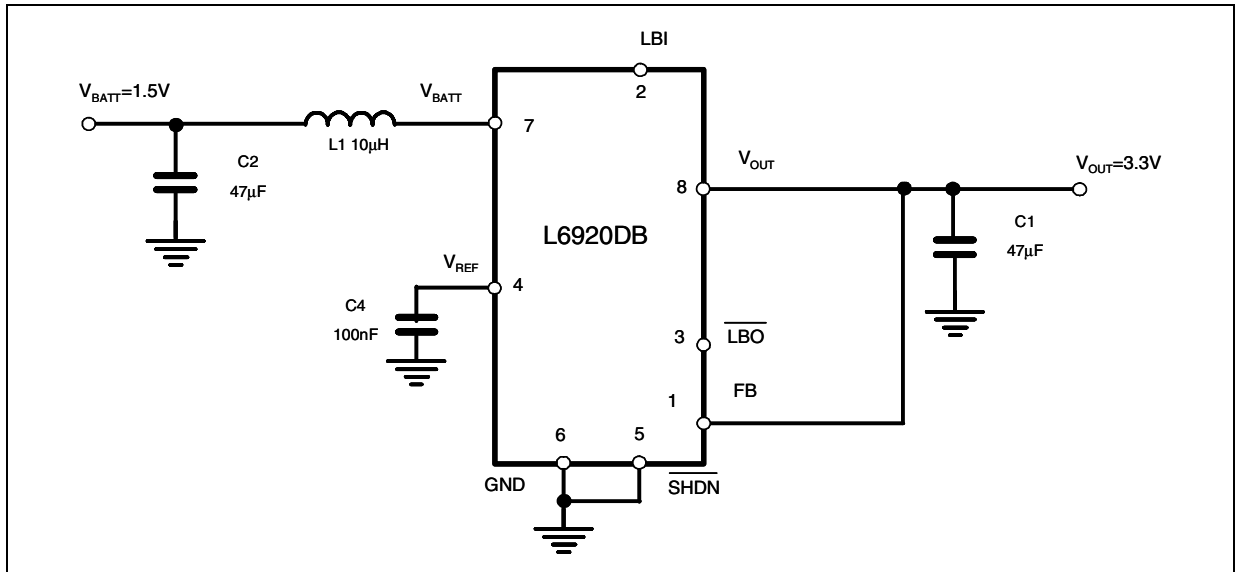 LBI
2
V_BATT=1.5V
V_BATT
7
L1 10µH
C2
47µF
V_OUT
V_OUT=3.3V
8
C1
47µF
L6920DB
V_REF
4
C4
100nF
3
LBO
FB
1
6
5
GND
SHDN